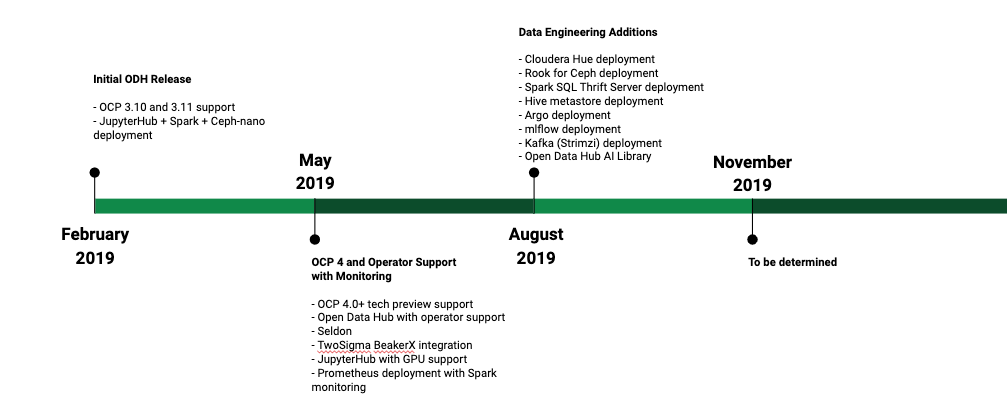 Initial ODH Release
- OCP 3.10 and 3.11 support
- JupyterHub + Spark + Ceph-nano
deployment
February
2019
May
2019
OCP 4 and Operator Support
with Monitoring
- OCP 4.0+ tech preview support
- Open Data Hub with operator support
- Seldon
- TwoSigma BeakerX integration
- JupyterHub with GPU support
- Prometheus deployment with Spark
monitoring
Data Engineering Additions
- Cloudera Hue deployment
- Rook for Ceph deployment
- Spark SQL Thrift Server deployment
- Hive metastore deployment
- Argo deployment
- mlflow deployment
- Kafka (Strimzi) deployment
- Open Data Hub AI Library
August
2019
November
2019
To be determined